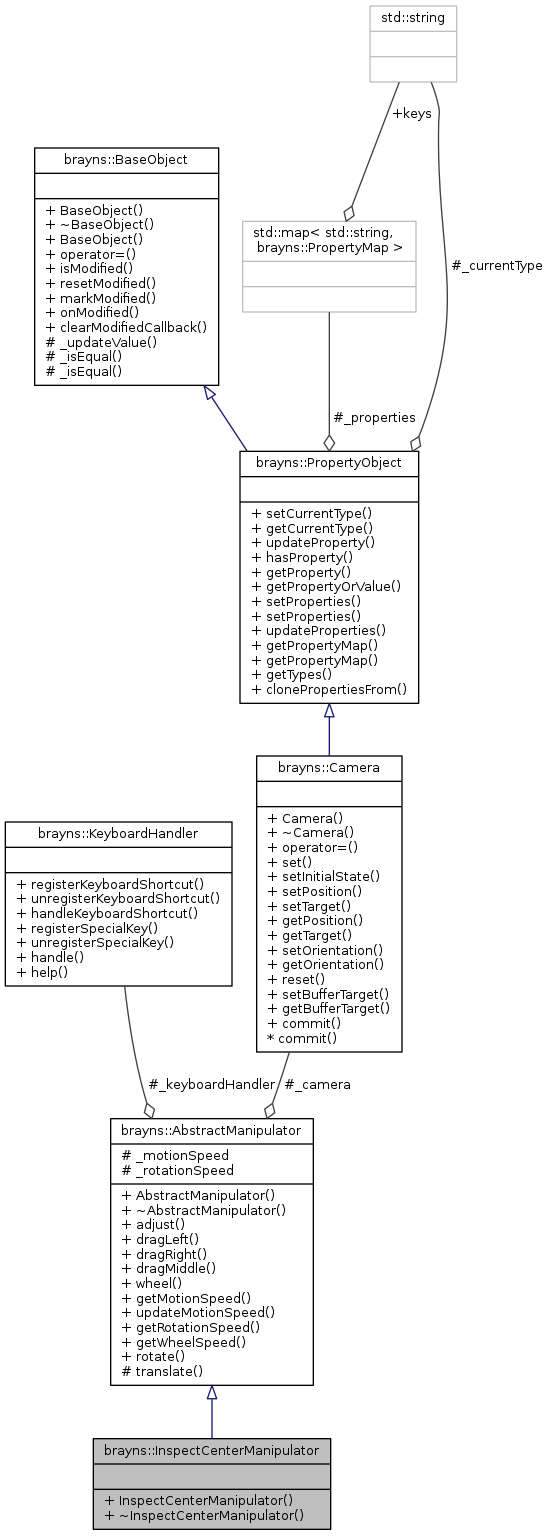 std::string
+keys
brayns::BaseObject
+ BaseObject()
+ ~BaseObject()
+ BaseObject()
+ operator=()
+ isModified()
+ resetModified()
+ markModified()
+ onModified()
+ clearModifiedCallback()
# _updateValue()
# _isEqual()
# _isEqual()
std::map< std::string,
brayns::PropertyMap >
#_currentType
#_properties
brayns::PropertyObject
+ setCurrentType()
+ getCurrentType()
+ updateProperty()
+ hasProperty()
+ getProperty()
+ getPropertyOrValue()
+ setProperties()
+ setProperties()
+ updateProperties()
+ getPropertyMap()
+ getPropertyMap()
+ getTypes()
+ clonePropertiesFrom()
brayns::Camera
+ Camera()
+ ~Camera()
+ operator=()
+ set()
+ setInitialState()
+ setPosition()
+ setTarget()
+ getPosition()
+ getTarget()
+ setOrientation()
+ getOrientation()
+ reset()
+ setBufferTarget()
+ getBufferTarget()
+ commit()
* commit()
brayns::KeyboardHandler
+ registerKeyboardShortcut()
+ unregisterKeyboardShortcut()
+ handleKeyboardShortcut()
+ registerSpecialKey()
+ unregisterSpecialKey()
+ handle()
+ help()
#_keyboardHandler
#_camera
brayns::AbstractManipulator
# _motionSpeed
# _rotationSpeed
+ AbstractManipulator()
+ ~AbstractManipulator()
+ adjust()
+ dragLeft()
+ dragRight()
+ dragMiddle()
+ wheel()
+ getMotionSpeed()
+ updateMotionSpeed()
+ getRotationSpeed()
+ getWheelSpeed()
+ rotate()
# translate()
brayns::InspectCenterManipulator
+ InspectCenterManipulator()
+ ~InspectCenterManipulator()